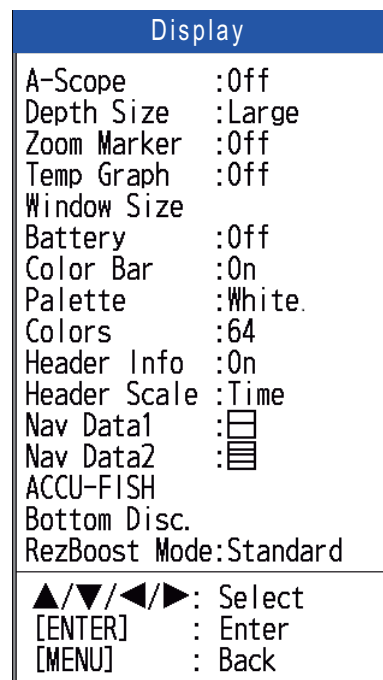 Display
A-Scope :Off
Depth Size :Large
Zoom Marker :Off
Temp Graph :Off
Window Size
Battery :Off
Color Bar :On
Palette :White.
Colors :64
Header Info :On
Header Scale :Time
Nav Data1 :
Nav Data2 :
ACCU-FISH
Bottom Disc.
RezBoost Mode:Standard
▲/▼/◀/▶: Select
[ENTER] : Enter
[MENU] : Back